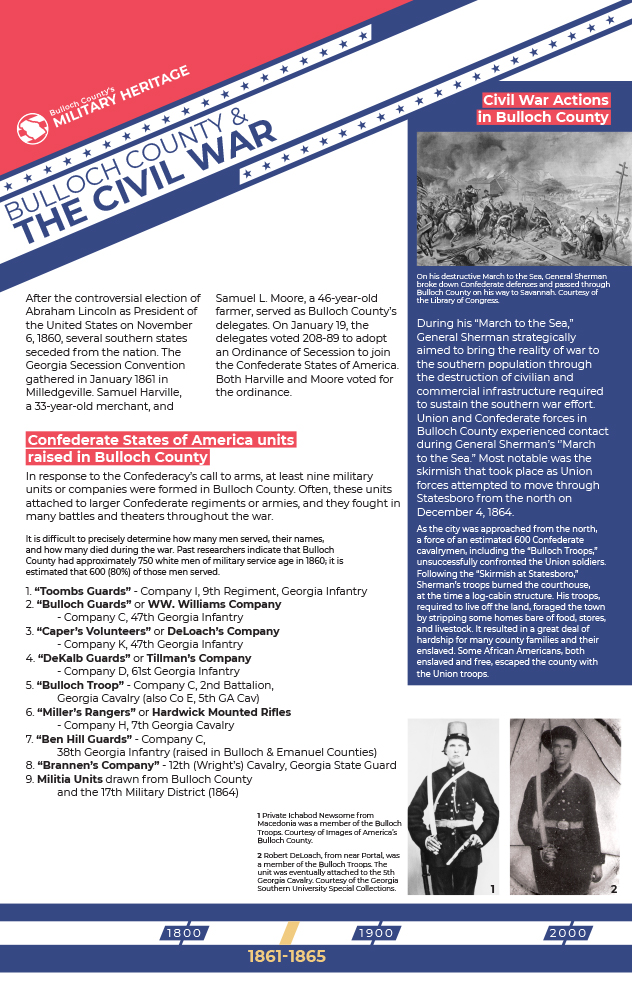 Bulloch County's
MILITARY HERITAGE
BULLOCH COUNTY &
THE CIVIL WAR
After the controversial election of
Abraham Lincoln as President of
the United States on November
6, 1860, several southern states
seceded from the nation. The
Georgia Secession Convention
gathered in January 1861 in
Milledgeville. Samuel Harville,
a 33-year-old merchant, and
Samuel L. Moore, a 46-year-old
farmer, served as Bulloch County's
delegates. On January 19, the
delegates voted 208-89 to adopt
an Ordinance of Secession to join
the Confederate States of America.
Both Harville and Moore voted for
the ordinance.
Confederate States of America units
raised in Bulloch County
In response to the Confederacy's call to arms, at least nine military
units or companies were formed in Bulloch County. Often, these units
attached to larger Confederate regiments or armies, and they fought in
many battles and theaters throughout the war.
It is difficult to precisely determine how many men served, their names,
and how many died during the war. Past researchers indicate that Bulloch
County had approximately 750 white men of military service age in 1860; it is
estimated that 600 (80%) of those men served.
1. "Toombs Guards" - Company I, 9th Regiment, Georgia Infantry
2. "Bulloch Guards" or WW. Williams Company
- Company C, 47th Georgia Infantry
3. "Caper's Volunteers" or DeLoach's Company
- Company K, 47th Georgia Infantry
4. "DeKalb Guards" or Tillman's Company
- Company D, 61st Georgia Infantry
5. "Bulloch Troop" - Company C, 2nd Battalion,
Georgia Cavalry (also Co E, 5th GA Cav)
6. "Miller's Rangers" or Hardwick Mounted Rifles
- Company H, 7th Georgia Cavalry
7. "Ben Hill Guards" - Company C,
38th Georgia Infantry (raised in Bulloch & Emanuel Counties)
8. "Brannen's Company" - 12th (Wright's) Cavalry, Georgia State Guard
9. Militia Units drawn from Bulloch County
and the 17th Military District (1864)
1 Private Ichabod Newsome from
Macedonia was a member of the Bulloch
Troops. Courtesy of Images of America's
Bulloch County.
2 Robert DeLoach, from near Portal, was
a member of the Bulloch Troops. The
unit was eventually attached to the 5th
Georgia Cavalry. Courtesy of the Georgia
Southern University Special Collections.
Civil War Actions
in Bulloch County
On his destructive March to the Sea, General Sherman
broke down Confederate defenses and passed through
Bulloch County on his way to Savannah. Courtesy of
the Library of Congress.
During his "March to the Sea,"
General Sherman strategically
aimed to bring the reality of war to
the southern population through
the destruction of civilian and
commercial infrastructure required
to sustain the southern war effort.
Union and Confederate forces in
Bulloch County experienced contact
during General Sherman's "March
to the Sea." Most notable was the
skirmish that took place as Union
forces attempted to move through
Statesboro from the north on
December 4, 1864.
As the city was approached from the north,
a force of an estimated 600 Confederate
cavalrymen, including the "Bulloch Troops,"
unsuccessfully confronted the Union soldiers.
Following the "Skirmish at Statesboro,"
Sherman's troops burned the courthouse,
at the time a log-cabin structure. His troops,
required to live off the land, foraged the town
by stripping some homes bare of food, stores,
and livestock. It resulted in a great deal of
hardship for many county families and their
enslaved. Some African Americans, both
enslaved and free, escaped the county with
the Union troops.
1
2
1800
1900
2000
1861-1865